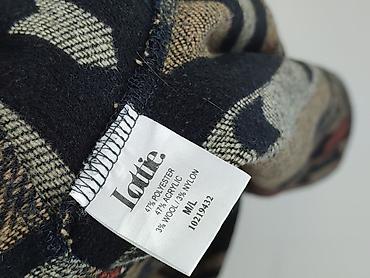 Lottie.
47% POLYESTER
47% ACRYLIC
3% WOOL / 3% NYLON
M/L
10219432